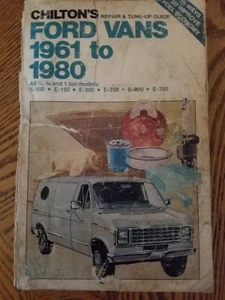 CHILTON'S REPAIR & TUNE-UP GUIDE
FORD VANS
1961 to
1980
All ½, ¾ and 1 ton models
E-100 • E-150 • E-200 • E-250 • E-300 • E-350